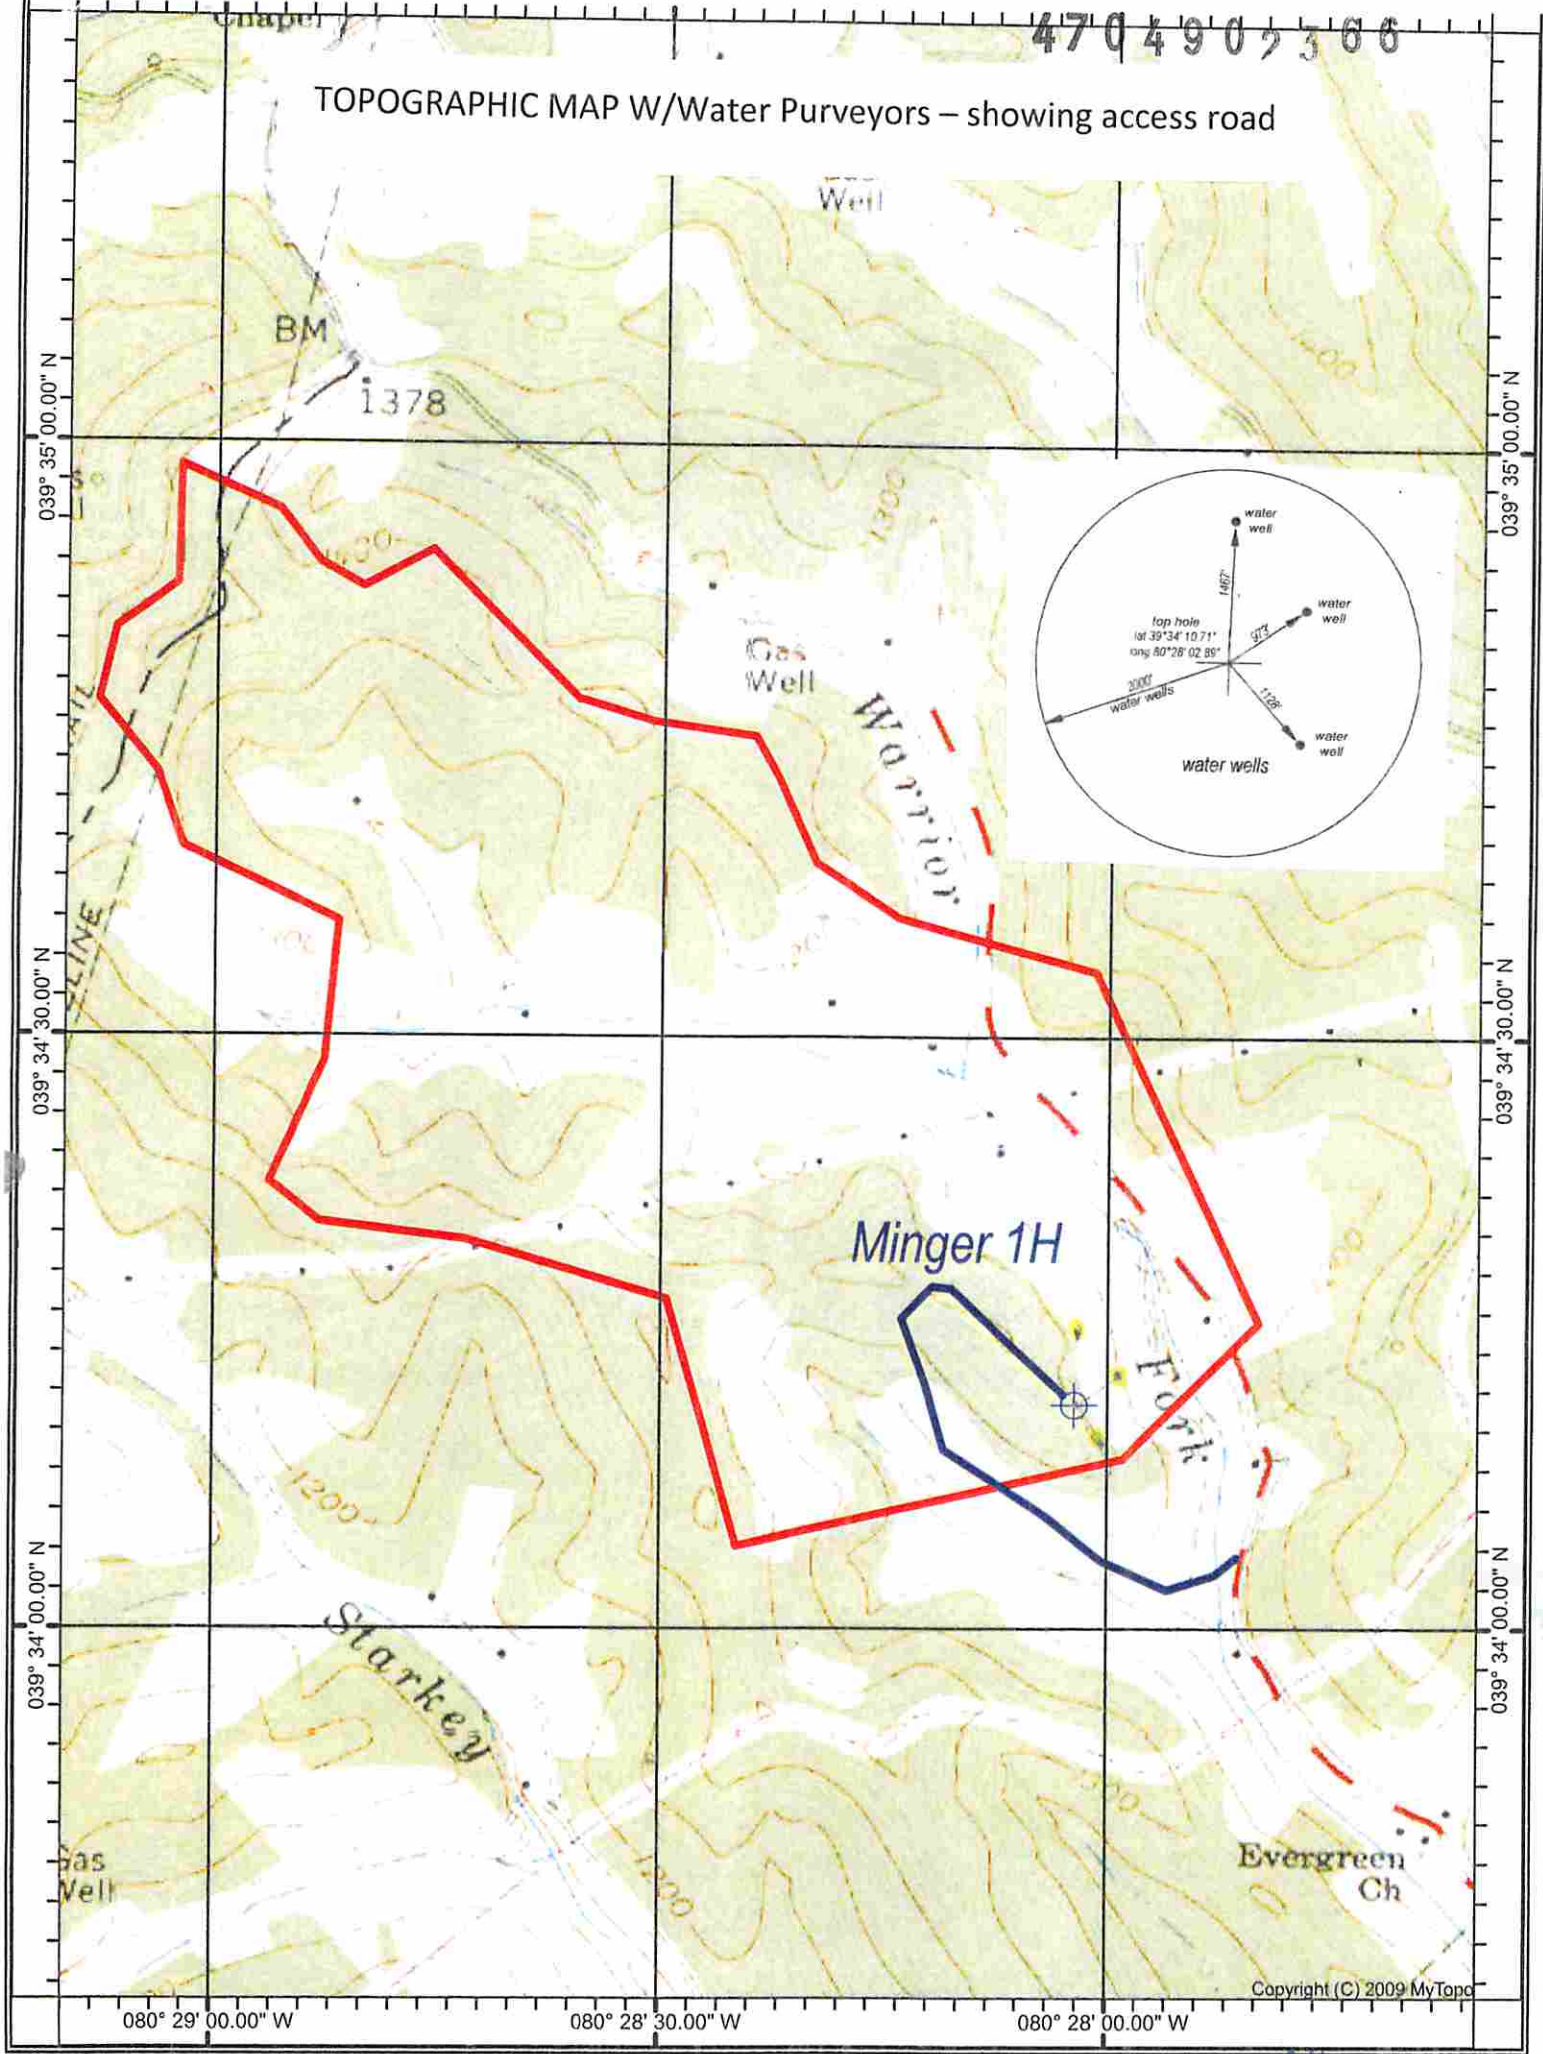 Chapel
4704902366
TOPOGRAPHIC MAP W/Water Purveyors – showing access road
Well
BM
1378
039° 35' 00.00" N
039° 35' 00.00" N
1300
water
well
1467'
top hole
lat 39°34' 10.71"
long 80°28' 02.89"
973'
water
well
2000'
water wells
1128'
water
well
water wells
Gas
Well
Warrior
039° 34' 30.00" N
039° 34' 30.00" N
Minger 1H
Fork
1200
039° 34' 00.00" N
039° 34' 00.00" N
Starkey
1200
Gas
Well
Evergreen
Ch
Copyright (C) 2009 MyTopo
080° 29' 00.00" W
080° 28' 30.00" W
080° 28' 00.00" W